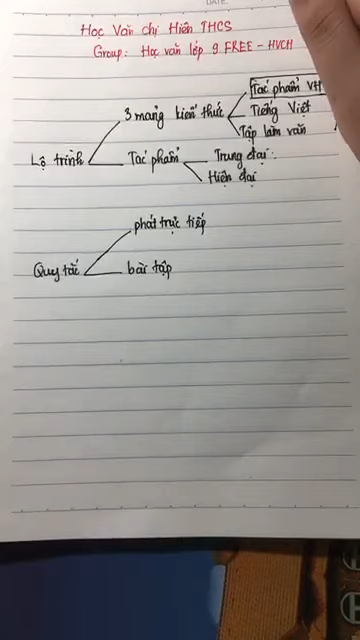 DATE
Học Văn chị Hiên THCS
Group: Học văn lớp 9 FREE - HVCH
Tác phẩm VH
3 mảng kiến thức
Tiếng Việt
Tập làm văn
Lộ trình
Tác phẩm
Trung đại:
Hiện đại
phát trực tiếp
Quy tắc
bài tập